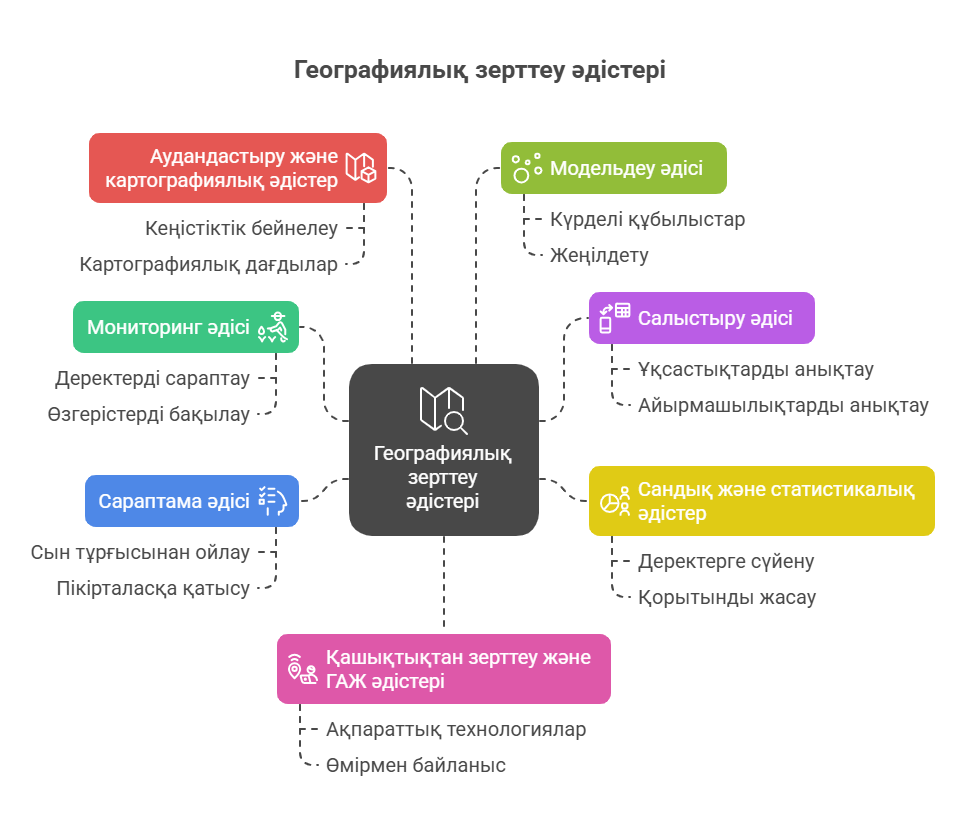 Географиялық зерттеу әдістері
Аудандастыру және
картографиялық әдістер
Кеңістіктік бейнелеу
Картографиялық дағдылар
Модельдеу әдісі
Күрделі құбылыстар
Жеңілдету
Мониторинг әдісі
Деректерді сараптау
Өзгерістерді бақылау
Салыстыру әдісі
Ұқсастықтарды анықтау
Айырмашылықтарды анықтау
Географиялық
зерттеу
әдістері
Сараптама әдісі
Сын тұрғысынан ойлау
Пікірталасқа қатысу
Сандық және статистикалық
әдістер
Деректерге сүйену
Қорытынды жасау
Қашықтықтан зерттеу және
ГАЖ әдістері
Ақпараттық технологиялар
Өмірмен байланыс